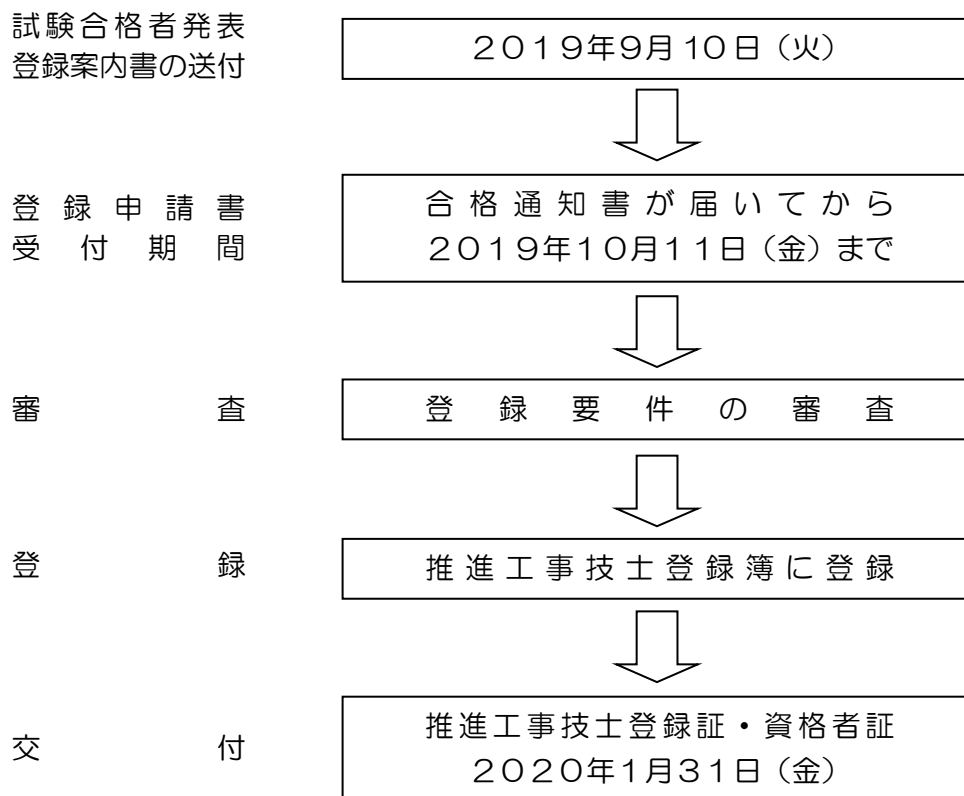 試験合格者発表
登録案内書の送付
2019年9月10日（火）
登録申請書
受付期間
合格通知書が届いてから
2019年10月11日（金）まで
審査
登録要件の審査
登録
推進工事技士登録簿に登録
交付
推進工事技士登録証・資格者証
2020年1月31日（金）